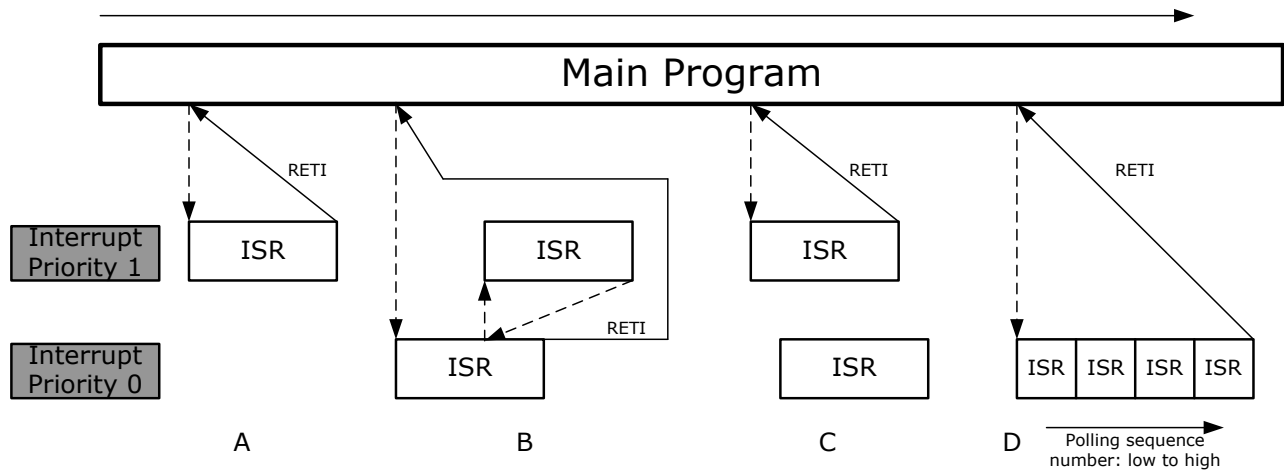 Main Program
RETI
RETI
RETI
Interrupt
Priority 1
ISR
ISR
ISR
RETI
Interrupt
Priority 0
ISR
ISR
ISR
ISR
ISR
ISR
A
B
C
D
Polling sequence
number: low to high